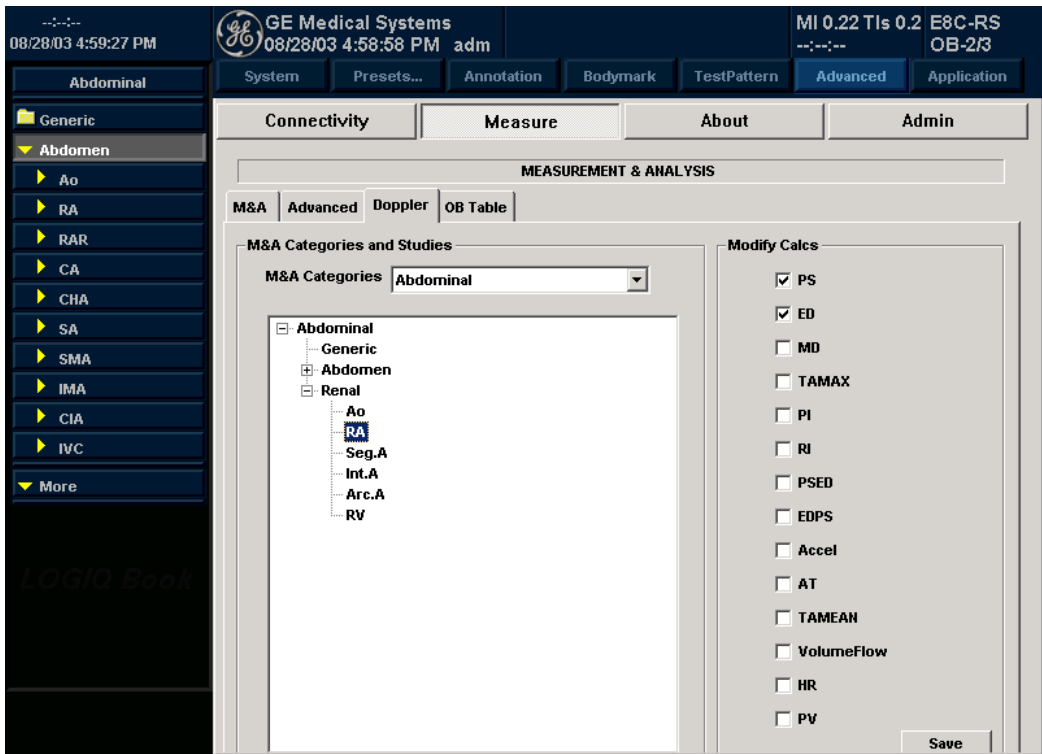 --:--:--
08/28/03 4:59:27 PM
GE Medical Systems
08/28/03 4:58:58 PM adm
MI 0.22 TIs 0.2
--:--:--
E8C-RS
OB-2/3
System
Presets...
Annotation
Bodymark
TestPattern
Advanced
Application
Abdominal
Generic
Abdomen
Ao
RA
RAR
CA
CHA
SA
SMA
IMA
CIA
IVC
More
LOGIQ Book
Connectivity
Measure
About
Admin
MEASUREMENT & ANALYSIS
M&A
Advanced
Doppler
OB Table
M&A Categories and Studies
M&A Categories
Abdominal
Abdominal
Generic
Abdomen
Renal
Ao
RA
Seg.A
Int.A
Arc.A
RV
Modify Calcs
PS
ED
MD
TAMAX
PI
RI
PSED
EDPS
Accel
AT
TAMEAN
VolumeFlow
HR
PV
Save